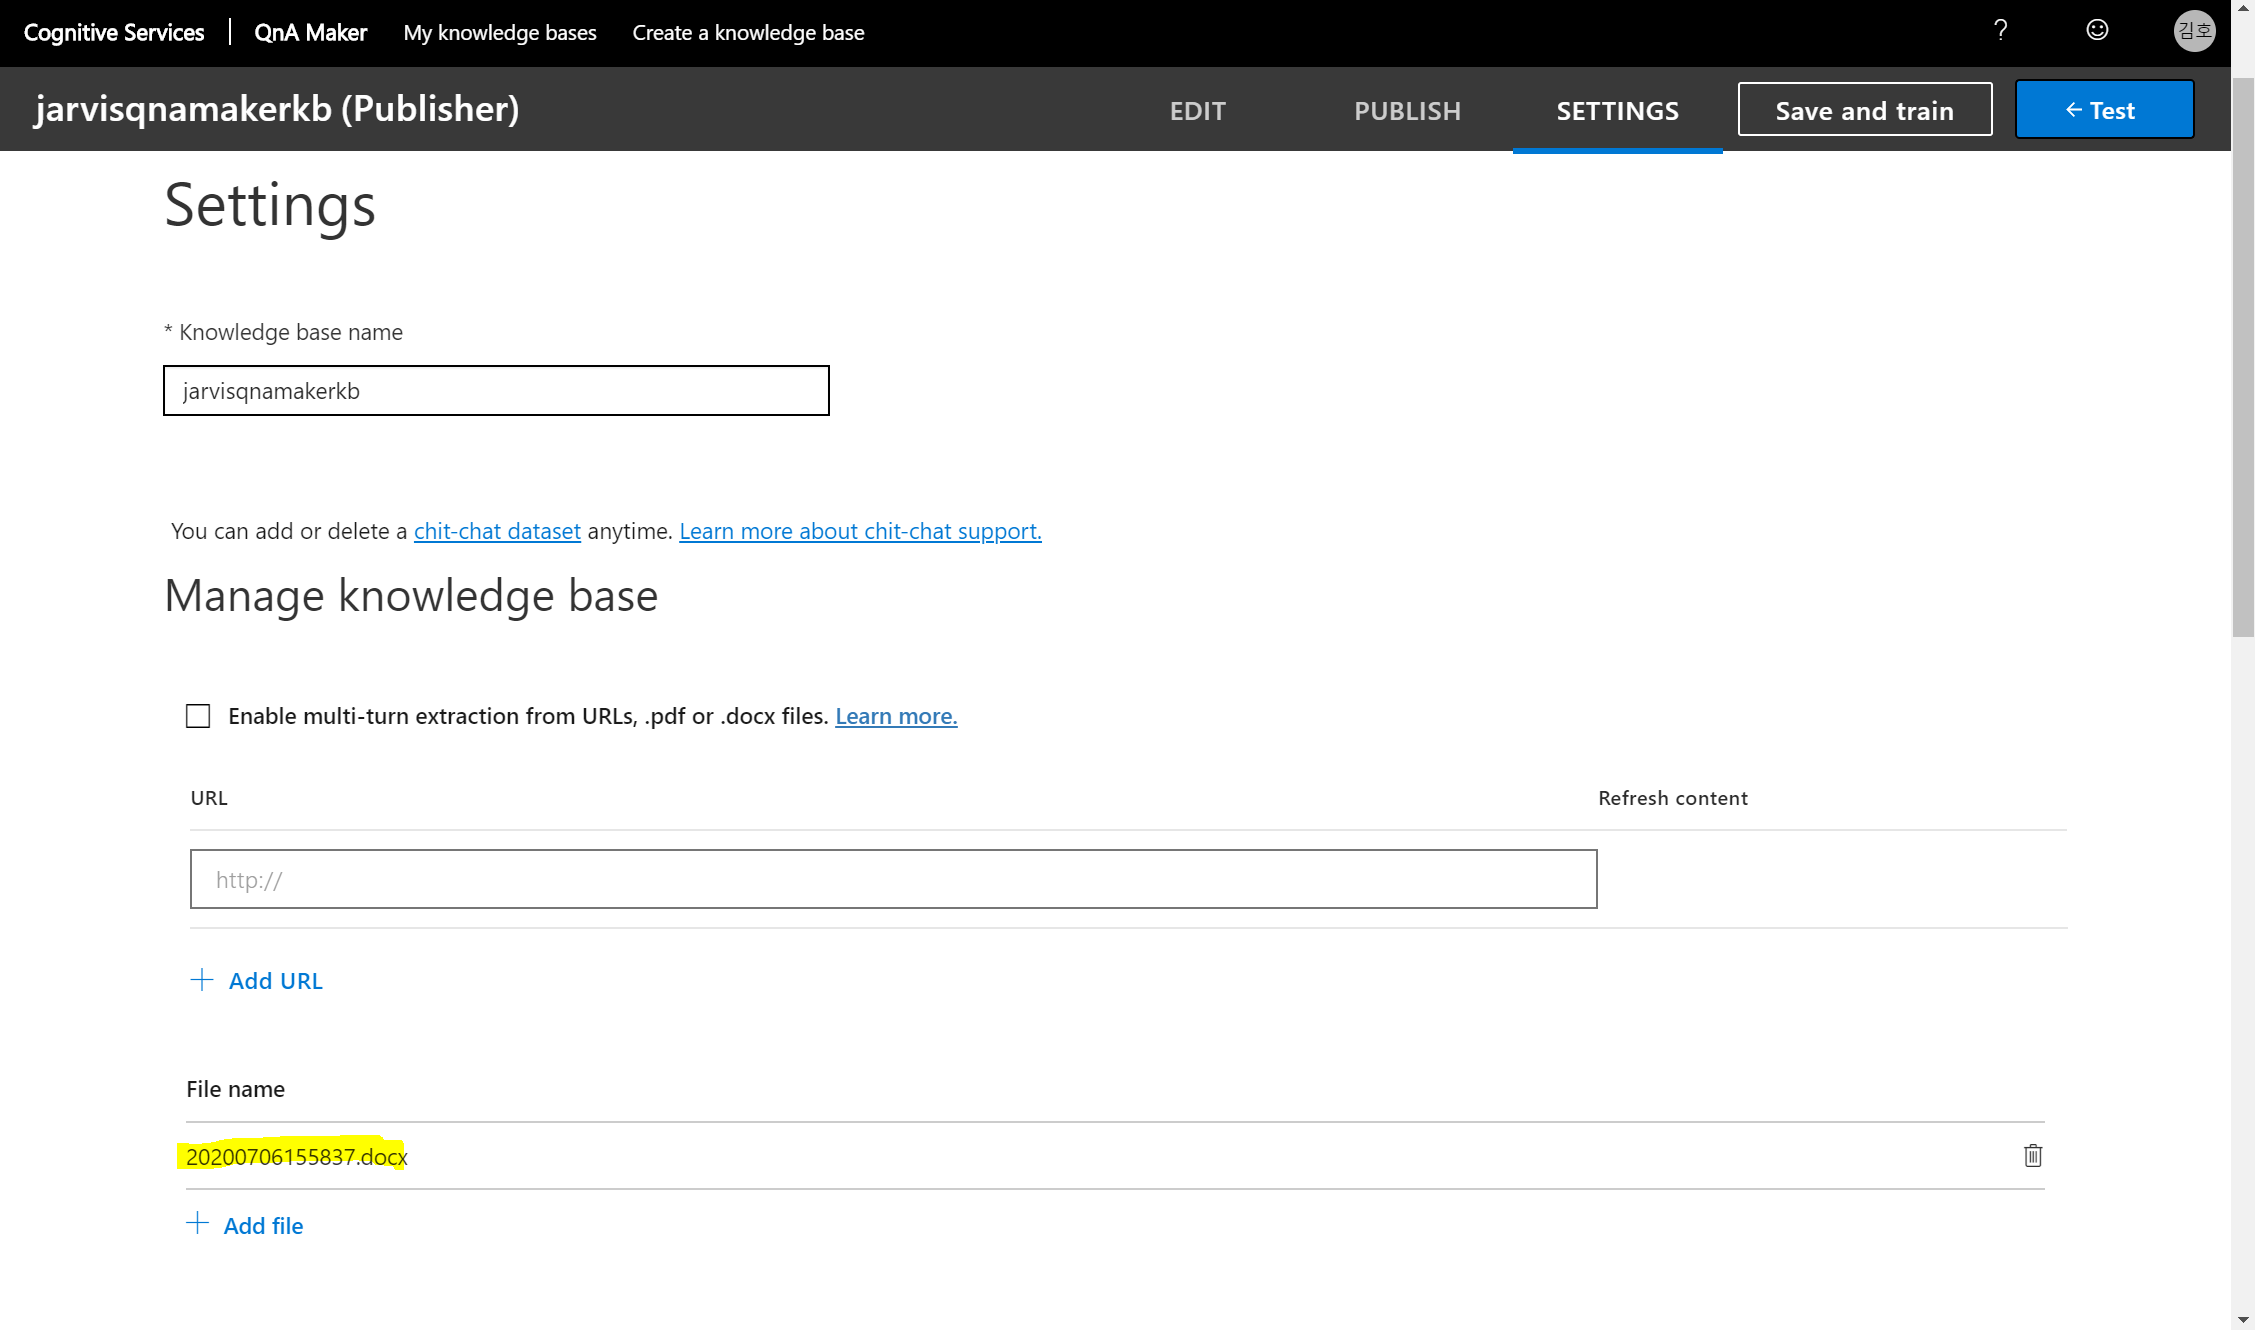 Cognitive Services | QnA Maker My knowledge bases Create a knowledge base ? 김호
jarvisqnamakerkb (Publisher) EDIT PUBLISH SETTINGS Save and train ← Test
Settings
* Knowledge base name
jarvisqnamakerkb
You can add or delete a chit-chat dataset anytime. Learn more about chit-chat support.
Manage knowledge base
Enable multi-turn extraction from URLs, .pdf or .docx files. Learn more.
URL Refresh content
http://
+ Add URL
File name
20200706155837.docx
+ Add file